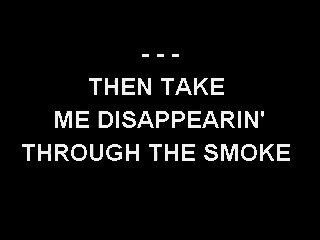 - - -
THEN TAKE
ME DISAPPEARIN'
THROUGH THE SMOKE